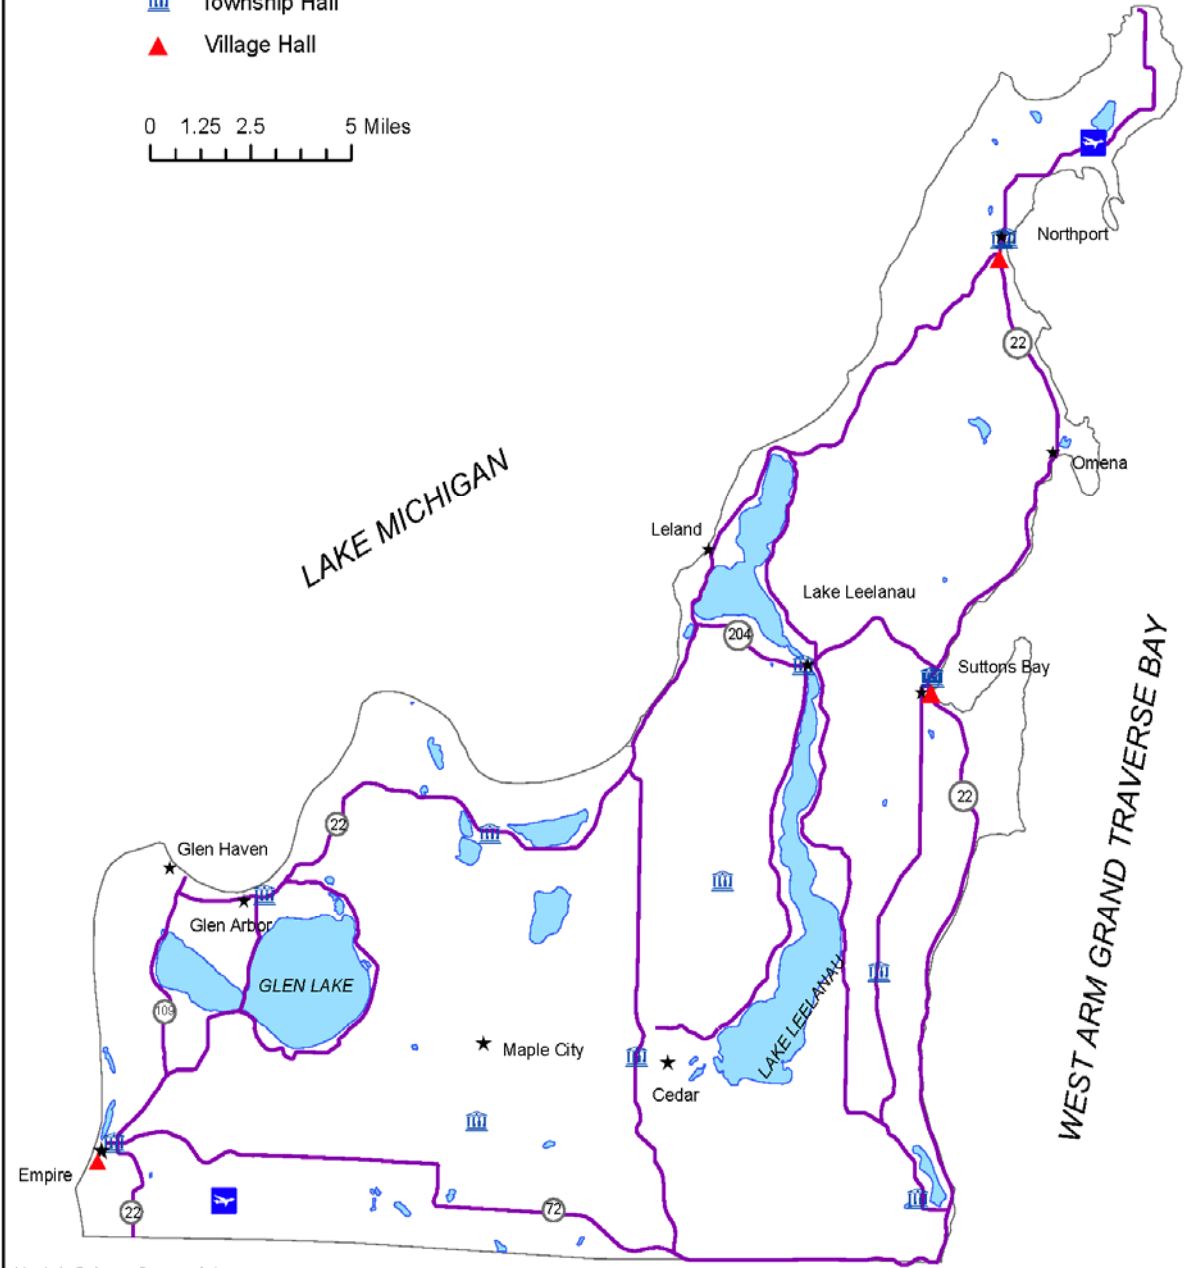 Township Hall
Village Hall
0 1.25 2.5 5 Miles
Northport
22
Omena
LAKE MICHIGAN
Leland
Lake Leelanau
204
Suttons Bay
WEST ARM GRAND TRAVERSE BAY
22
22
Glen Haven
Glen Arbor
GLEN LAKE
LAKE LEELANAU
109
Maple City
Cedar
Empire
22
72